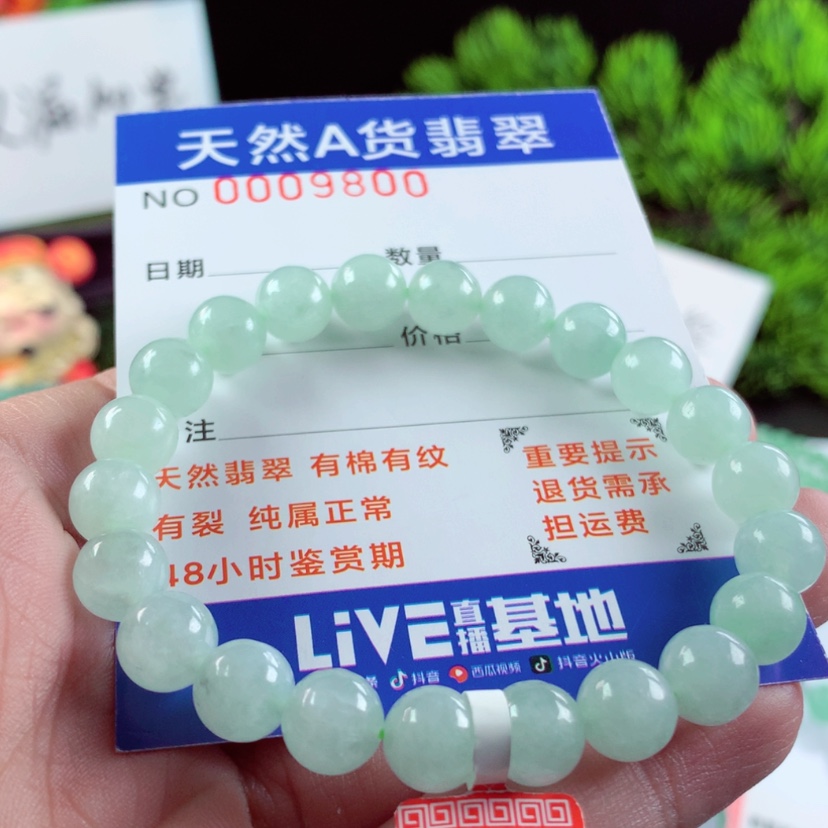 天然A货翡翠
NO 0009800
日期 数量
价格
注
天然翡翠 有棉有纹
有裂 纯属正常
48小时鉴赏期
重要提示
退货需承
担运费
LiVE直播基地
条 抖音 西瓜视频 抖音火山版